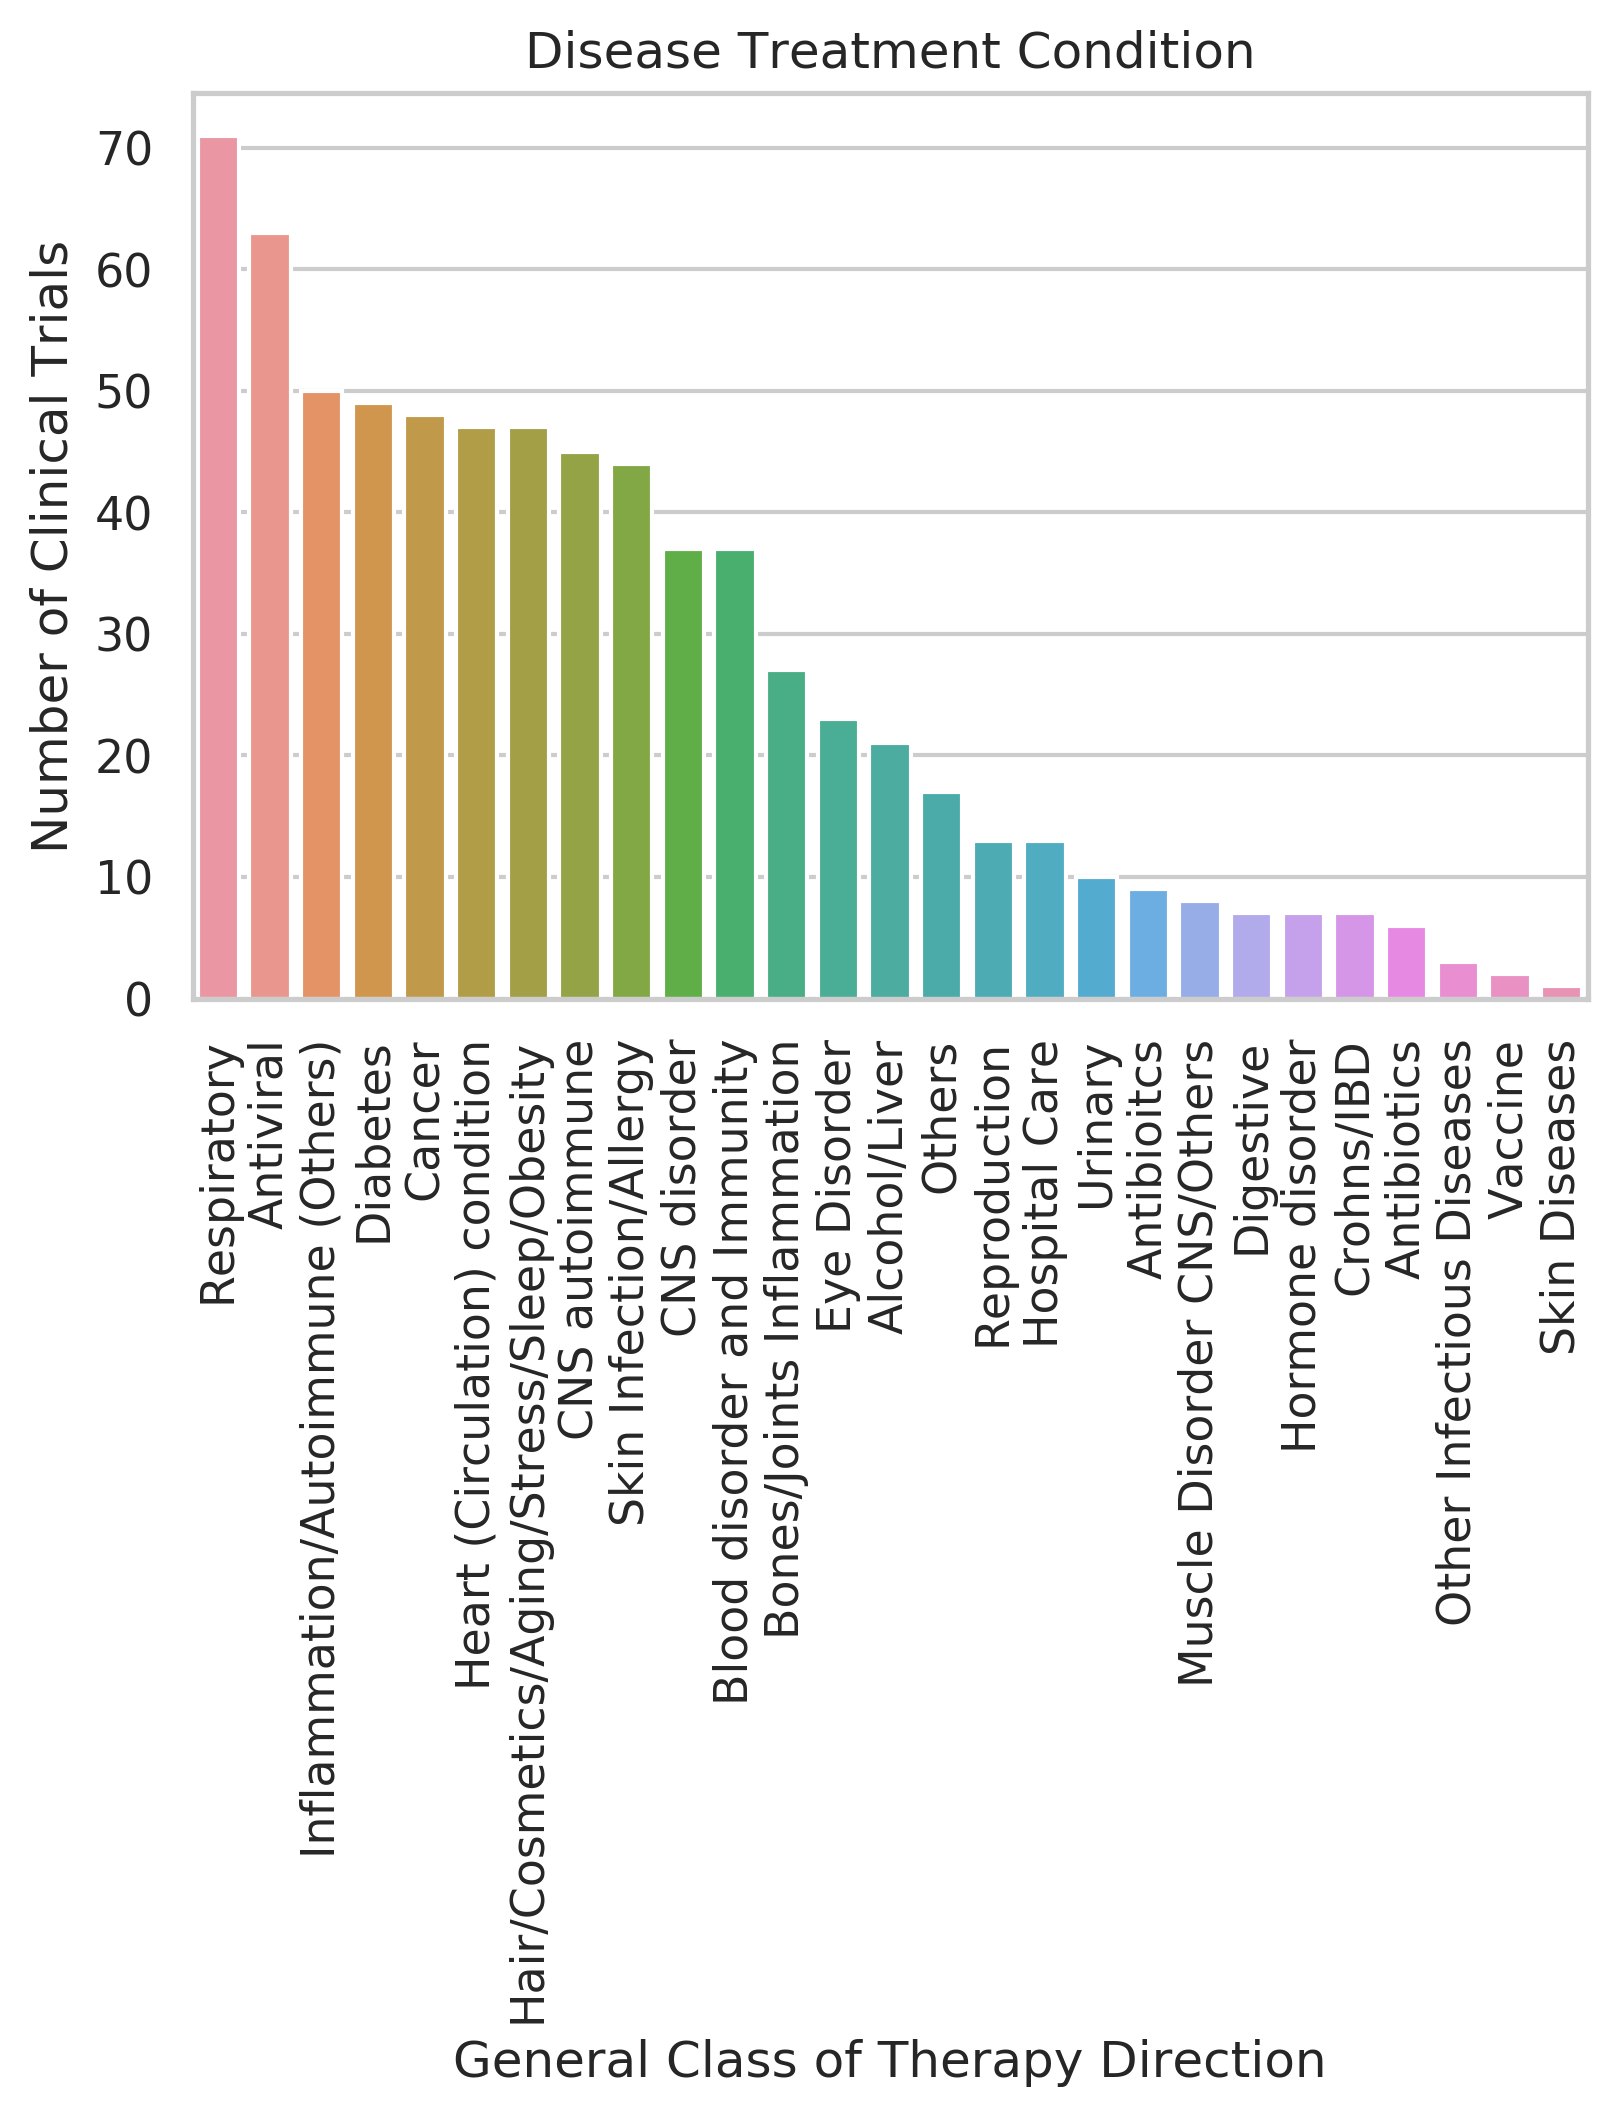 Disease Treatment Condition
Number of Clinical Trials
70
60
50
40
30
20
10
0
Respiratory
Antiviral
Inflammation/Autoimmune (Others)
Diabetes
Cancer
Heart (Circulation) condition
Hair/Cosmetics/Aging/Stress/Sleep/Obesity
CNS autoimmune
Skin Infection/Allergy
CNS disorder
Blood disorder and Immunity
Bones/Joints Inflammation
Eye Disorder
Alcohol/Liver
Others
Reproduction
Hospital Care
Urinary
Antibioitcs
Muscle Disorder CNS/Others
Digestive
Hormone disorder
Crohns/IBD
Antibiotics
Other Infectious Diseases
Vaccine
Skin Diseases
General Class of Therapy Direction